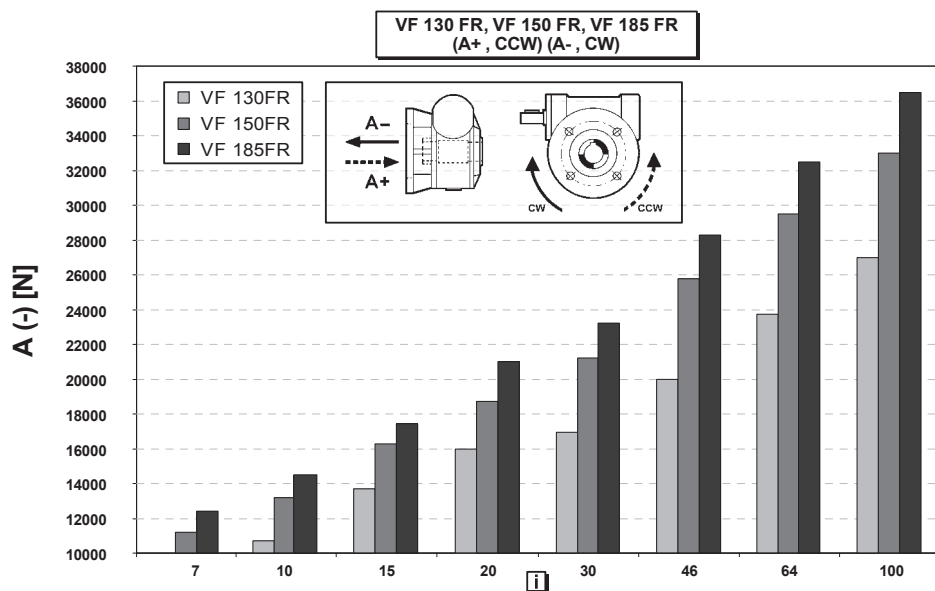 VF 130 FR, VF 150 FR, VF 185 FR
(A+ , CCW) (A- , CW)
38000
36000
34000
32000
30000
28000
26000
24000
22000
20000
18000
16000
14000
12000
10000
A (-) [N]
VF 130FR
VF 150FR
VF 185FR
A−
A+
CW
CCW
7
10
15
20
30
46
64
100
i